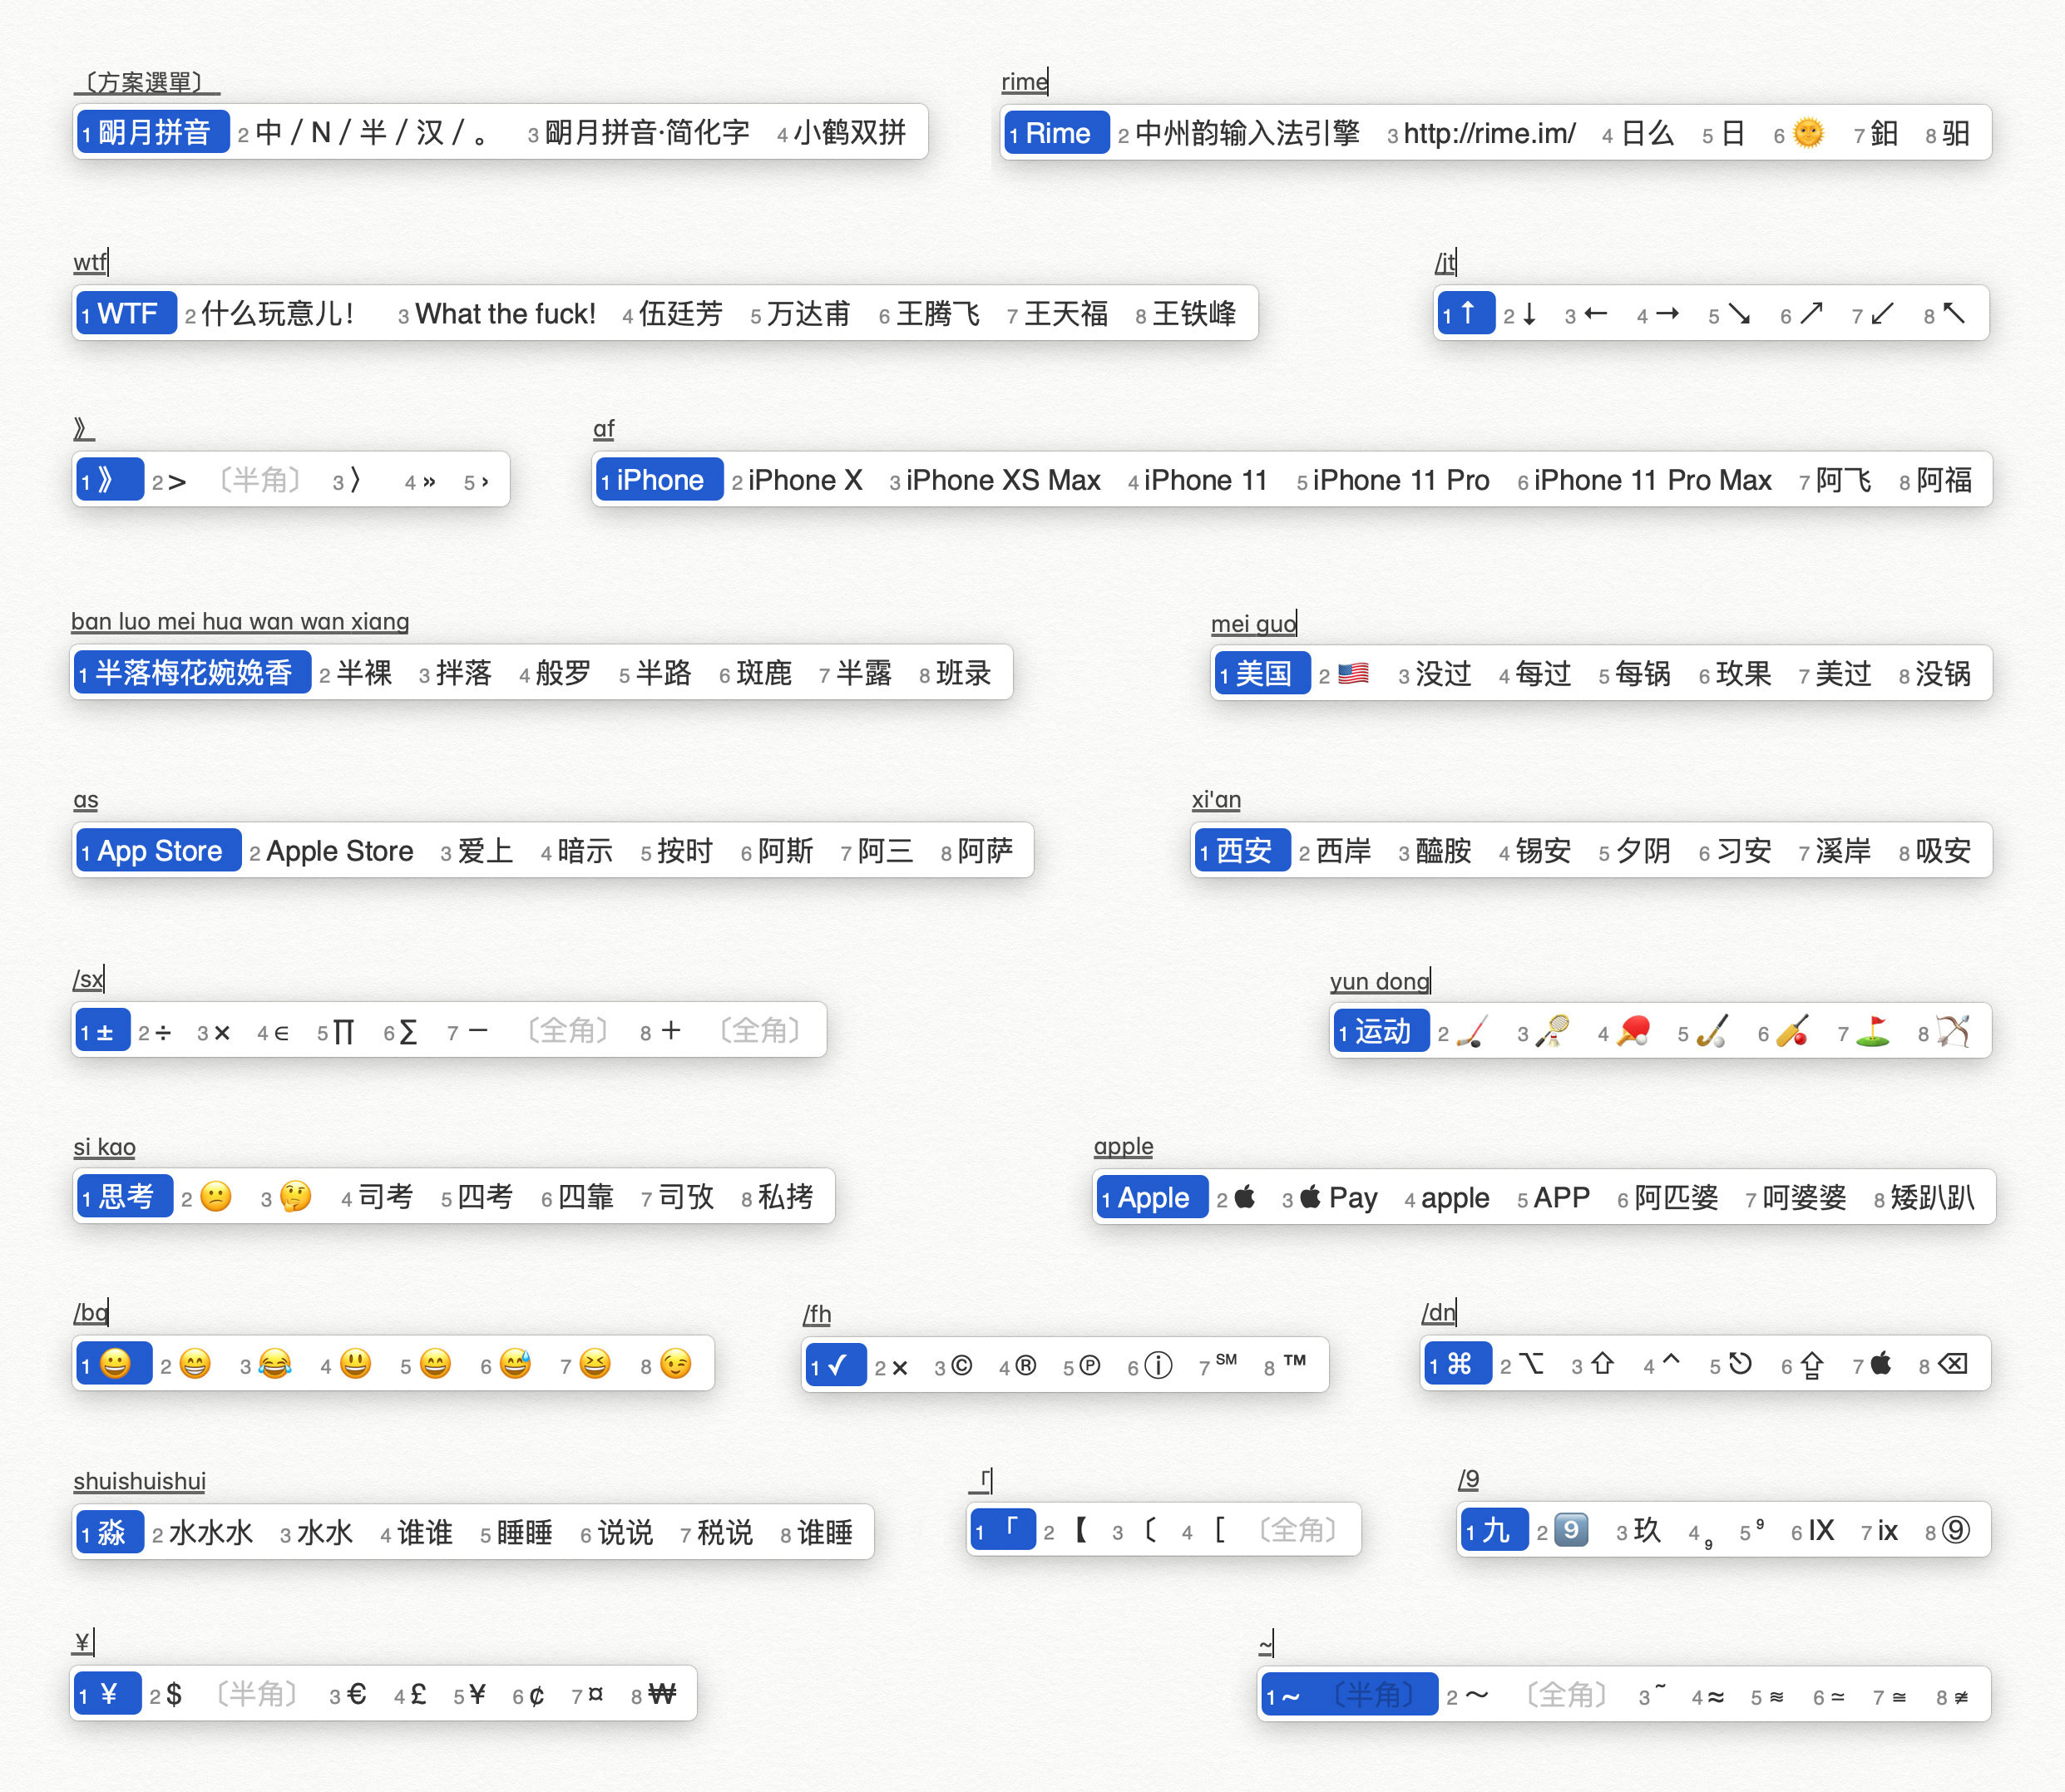 〔方案選單〕
1 朙月拼音 2 中 / N / 半 / 汉 / 。 3 朙月拼音·简化字 4 小鹤双拼
rime
1 Rime 2 中州韵输入法引擎 3 http://rime.im/ 4 日么 5 日 6 🌞 7 鈤 8 驲
wtf
1 WTF 2 什么玩意儿！ 3 What the fuck! 4 伍廷芳 5 万达甫 6 王腾飞 7 王天福 8 王铁峰
/jt
1 ↑ 2 ↓ 3 ← 4 → 5 ↘ 6 ↗ 7 ↙ 8 ↖
》
1 》 2 > 〔半角〕 3 〉 4 » 5 ›
af
1 iPhone 2 iPhone X 3 iPhone XS Max 4 iPhone 11 5 iPhone 11 Pro 6 iPhone 11 Pro Max 7 阿飞 8 阿福
ban luo mei hua wan wan xiang
1 半落梅花婉娩香 2 半裸 3 拌落 4 般罗 5 半路 6 斑鹿 7 半露 8 班录
mei guo
1 美国 2 🇺🇸 3 没过 4 每过 5 每锅 6 玫果 7 美过 8 没锅
as
1 App Store 2 Apple Store 3 爱上 4 暗示 5 按时 6 阿斯 7 阿三 8 阿萨
xi'an
1 西安 2 西岸 3 醯胺 4 锡安 5 夕阴 6 习安 7 溪岸 8 吸安
/sx
1 ± 2 ÷ 3 × 4 ∈ 5 ∏ 6 ∑ 7 － 〔全角〕 8 ＋ 〔全角〕
yun dong
1 运动 2 🏒 3 🏸 4 🏓 5 🏑 6 🏏 7 ⛳ 8 🏹
si kao
1 思考 2 😕 3 🤔 4 司考 5 四考 6 四靠 7 司攷 8 私拷
apple
1 Apple 2  3  Pay 4 apple 5 APP 6 阿匹婆 7 呵婆婆 8 矮趴趴
/bq
1 😀 2 😁 3 😂 4 😃 5 😄 6 😅 7 😆 8 😉
/fh
1 ✓ 2 × 3 © 4 ® 5 ℗ 6 ⓘ 7 ℠ 8 ™
/dn
1 ⌘ 2 ⌥ 3 ⇧ 4 ⌃ 5 ⎋ 6 ⇪ 7  8 ⌫
shuishuishui
1 淼 2 水水水 3 水水 4 谁谁 5 睡睡 6 说说 7 税说 8 谁睡
「
1 「 2 【 3 〔 4 ［ 〔全角〕
/9
1 九 2 9️⃣ 3 玖 4 ₉ 5 ⁹ 6 Ⅸ 7 ⅸ 8 ⑨
￥
1 ￥ 2 $ 〔半角〕 3 € 4 £ 5 ¥ 6 ¢ 7 ¤ 8 ₩
~
1 ~ 〔半角〕 2 ～ 〔全角〕 3 ˜ 4 ≈ 5 ≋ 6 ≃ 7 ≅ 8 ≇